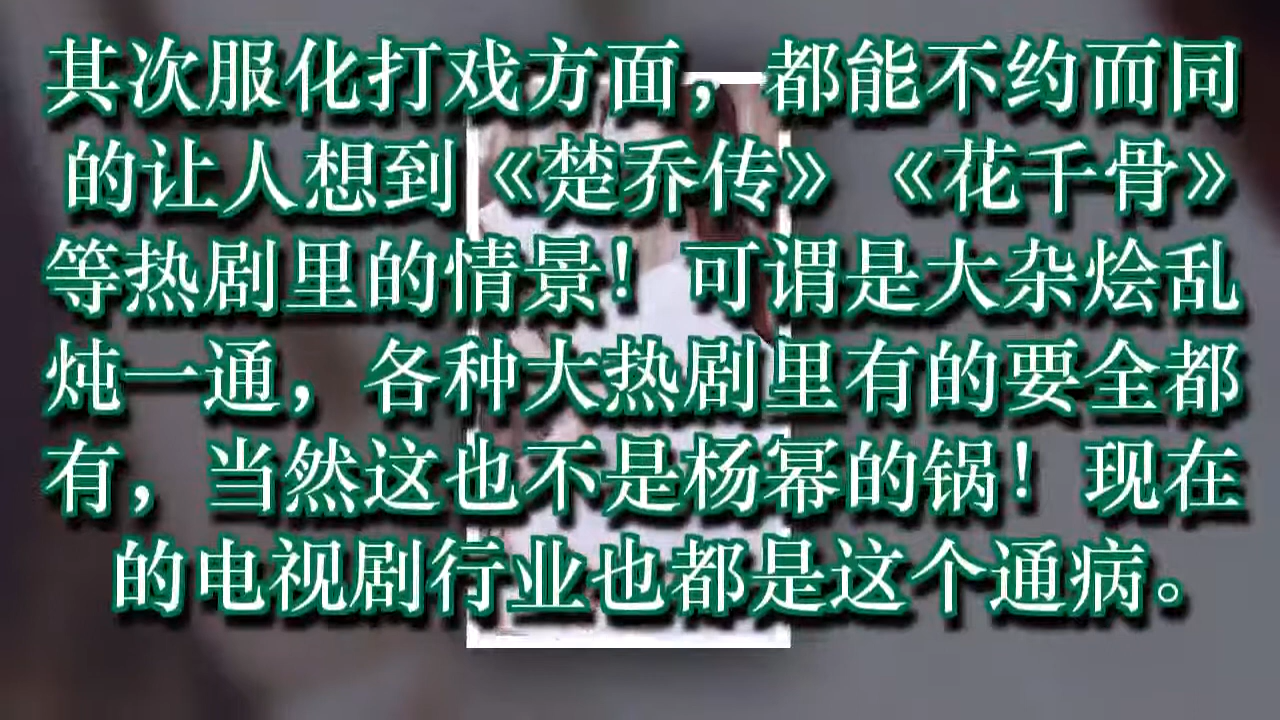 其次服化打戏方面，都能不约而同
的让人想到《楚乔传》《花千骨》
等热剧里的情景！可谓是大杂烩乱
炖一通，各种大热剧里有的要全都
有，当然这也不是杨幂的锅！现在
的电视剧行业也都是这个通病。